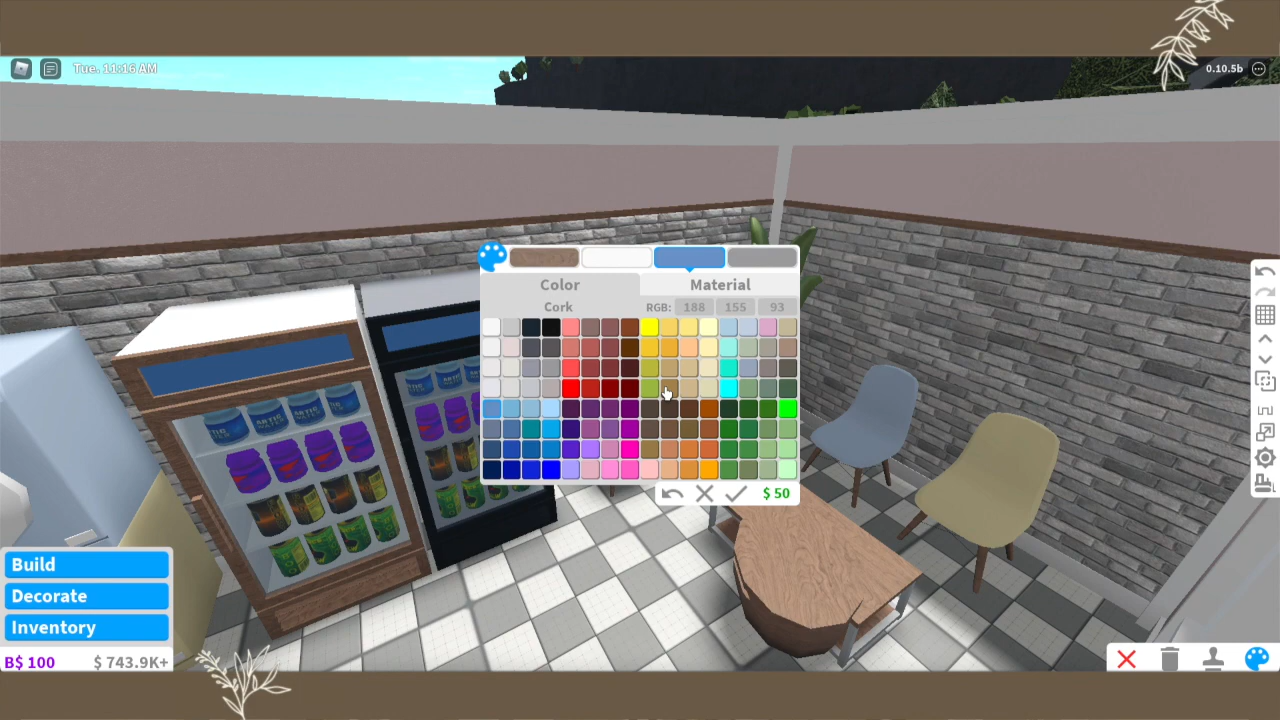 Tue. 11:16 AM
0.10.5b
Color
Material
Cork
RGB: 188 155 93
$ 50
Build
Decorate
Inventory
B$ 100
$ 743.9K+